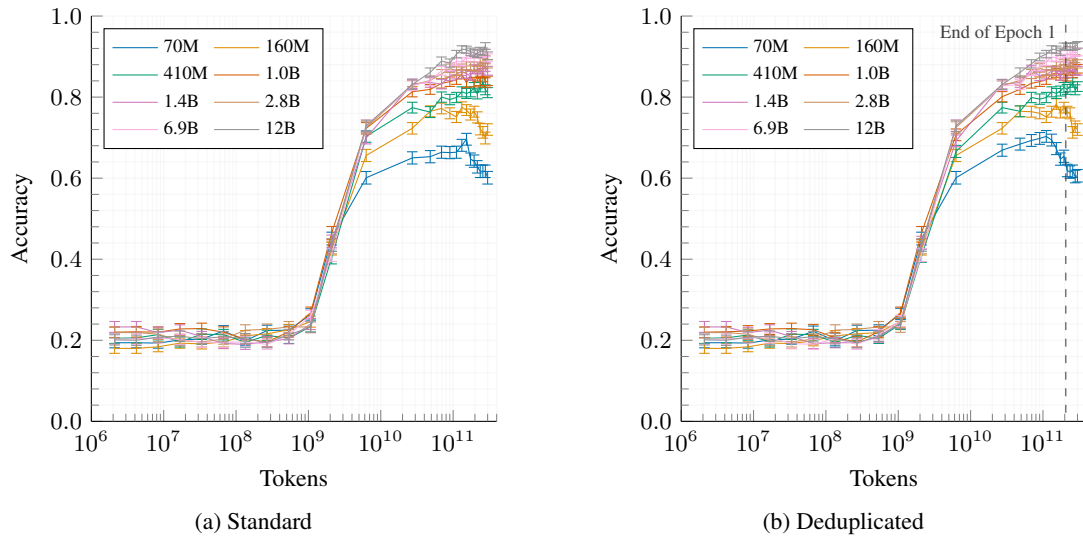 1.0
0.8
0.6
0.4
0.2
0.0
Accuracy
70M 160M
410M 1.0B
1.4B 2.8B
6.9B 12B
10^6 10^7 10^8 10^9 10^10 10^11
Tokens
(a) Standard
1.0
0.8
0.6
0.4
0.2
0.0
Accuracy
End of Epoch 1
70M 160M
410M 1.0B
1.4B 2.8B
6.9B 12B
10^6 10^7 10^8 10^9 10^10 10^11
Tokens
(b) Deduplicated